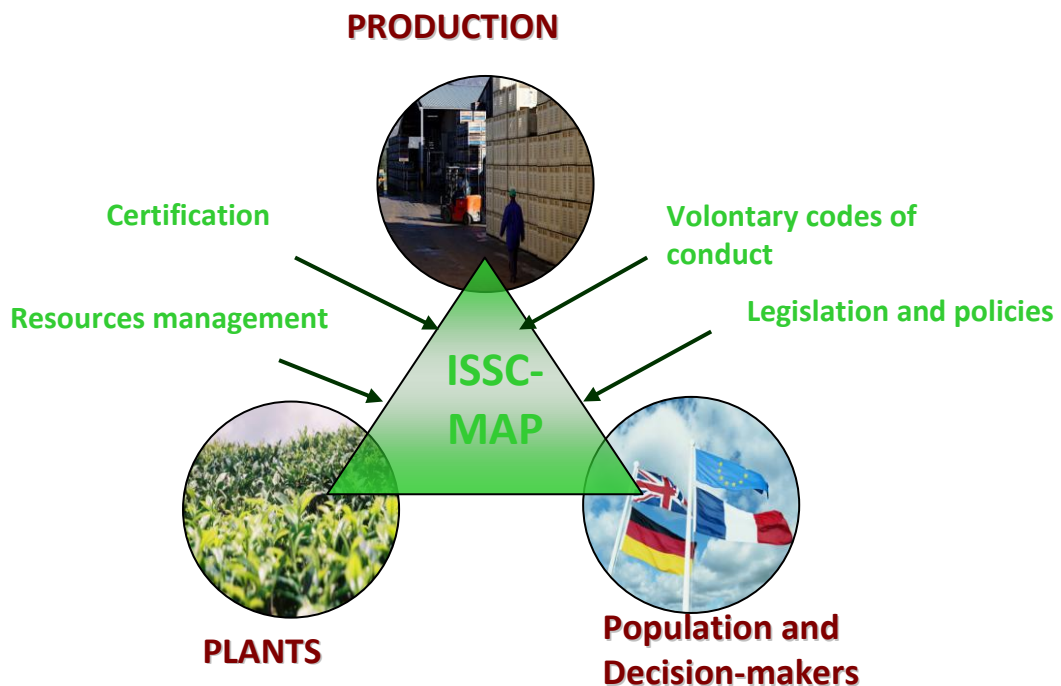 PRODUCTION
Certification
Volontary codes of
conduct
Resources management
Legislation and policies
ISSC-
MAP
PLANTS
Population and
Decision-makers